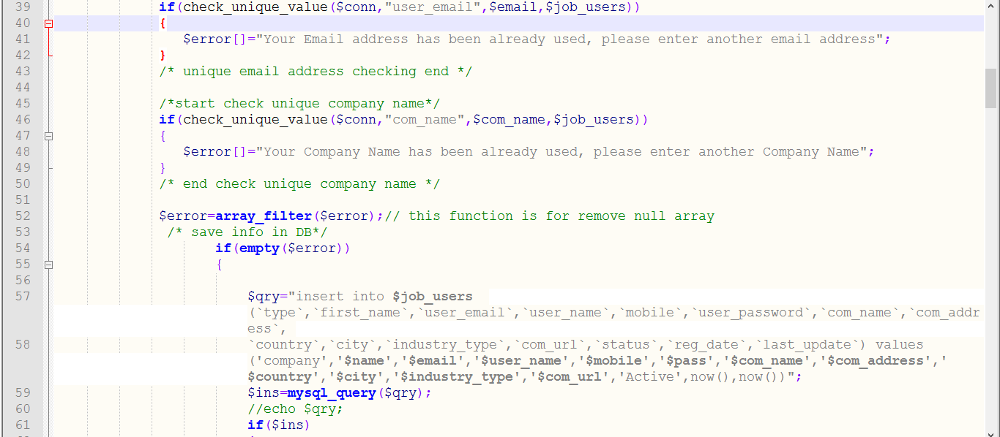 39 if(check_unique_value($conn,"user_email",$email,$job_users))
40 {
41 $error[]="Your Email address has been already used, please enter another email address";
42 }
43 /* unique email address checking end */
44
45 /*start check unique company name*/
46 if(check_unique_value($conn,"com_name",$com_name,$job_users))
47 {
48 $error[]="Your Company Name has been already used, please enter another Company Name";
49 }
50 /* end check unique company name */
51
52 $error=array_filter($error);// this function is for remove null array
53 /* save info in DB*/
54 if(empty($error))
55 {
56
57 $qry="insert into $job_users
(`type`,`first_name`,`user_email`,`user_name`,`mobile`,`user_password`,`com_name`,`com_addr
ess`,
58 `country`,`city`,`industry_type`,`com_url`,`status`,`reg_date`,`last_update`) values
('company','$name','$email','$user_name','$mobile','$pass','$com_name','$com_address','
$country','$city','$industry_type','$com_url','Active',now(),now())";
59 $ins=mysql_query($qry);
60 //echo $qry;
61 if($ins)